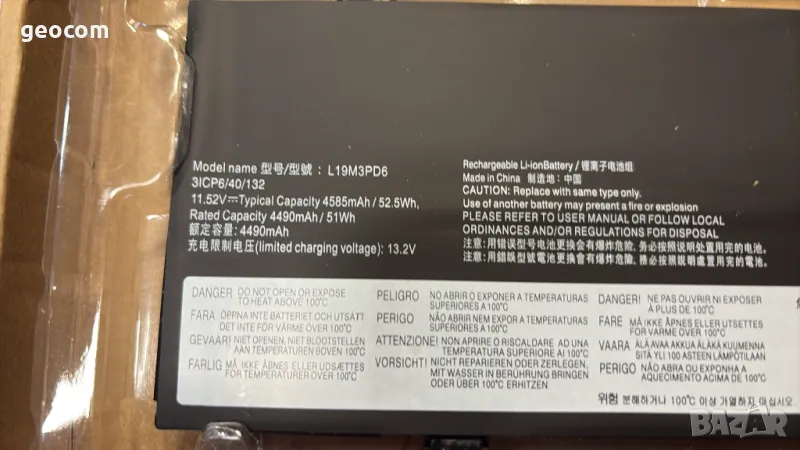 geocom
Model name 型号/型號： L19M3PD6
3ICP6/40/132
11.52V⎓Typical Capacity 4585mAh / 52.5Wh,
Rated Capacity 4490mAh / 51Wh
额定容量: 4490mAh
充电限制电压(limited charging voltage): 13.2V
Rechargeable Li-ionBattery / 锂离子电池组
Made in China 制造地: 中国
CAUTION: Replace with same type only.
Use of another battery may present a risk of fire or explosion
PLEASE REFER TO USER MANUAL OR FOLLOW LOCAL
ORDINANCES AND/OR REGULATIONS FOR DISPOSAL
注意:用错误型号电池更换会有爆炸危险, 务必按照说明处置用完的电池。
注意:用錯誤型號電池更換會有爆炸危險,
DANGER DO NOT OPEN OR EXPOSE
TO HEAT ABOVE 100℃
FARA ÖPPNA INTE BATTERIET OCH UTSÄTT
DET INTE FÖR VÄRME ÖVER 100℃
GEVAAR! NIET OPENEN, NIET BLOOTSTELLEN
AAN TEMPERATUREN BOVEN 100℃
FARLIG MÅ IKKE ÅBNES ELLER UDSÆTTES
FOR TEMPERATURER OVER 100℃
PELIGRO NO ABRIR O EXPONER A TEMPERATURAS
SUPERIORES A 100℃
PERIGO NÃO ABRIR NEM EXPOR A TEMPERATURAS
SUPERIORES A 100℃
ATTENZIONE! NON APRIRE O RISCALDARE AD UNA
TEMPERATURA SUPERIORE AI 100℃
VORSICHT! NICHT REPARIEREN ODER ZERLEGEN,
MIT WASSER IN BERÜHRUNG BRINGEN
ODER ÜBER 100℃ ERHITZEN
DANGER! NE PAS OUVRIR NI EXPOSER À
PLUS DE 100℃
FARE MÅ IKKE ÅPNES ELLER UTSETTES
FOR VARME OVER 100℃
VAARA ÄLÄ AVAA AKKUA ÄLÄKÄ KUUMENNA
SITÄ YLI 100 ASTEEN LÄMPÖTILAAN
PERIGO NÃO ABRA OU EXPONHA A
AQUECIMENTO ACIMA DE 100℃
위험 분해하거나 100℃ 이상 가열하지 마십시오.
BAZAR